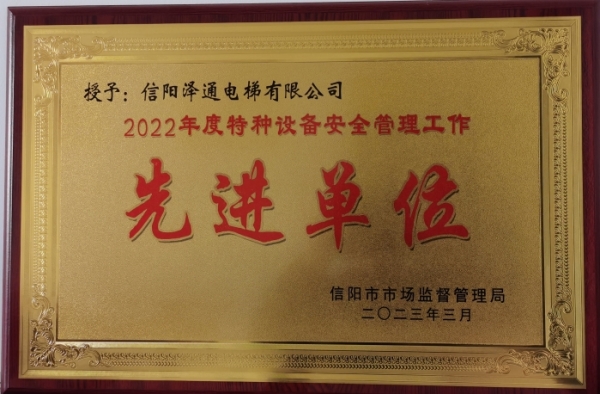 授予：信阳泽通电梯有限公司
2022年度特种设备安全管理工作
先进单位
信阳市市场监督管理局
二〇二三年三月